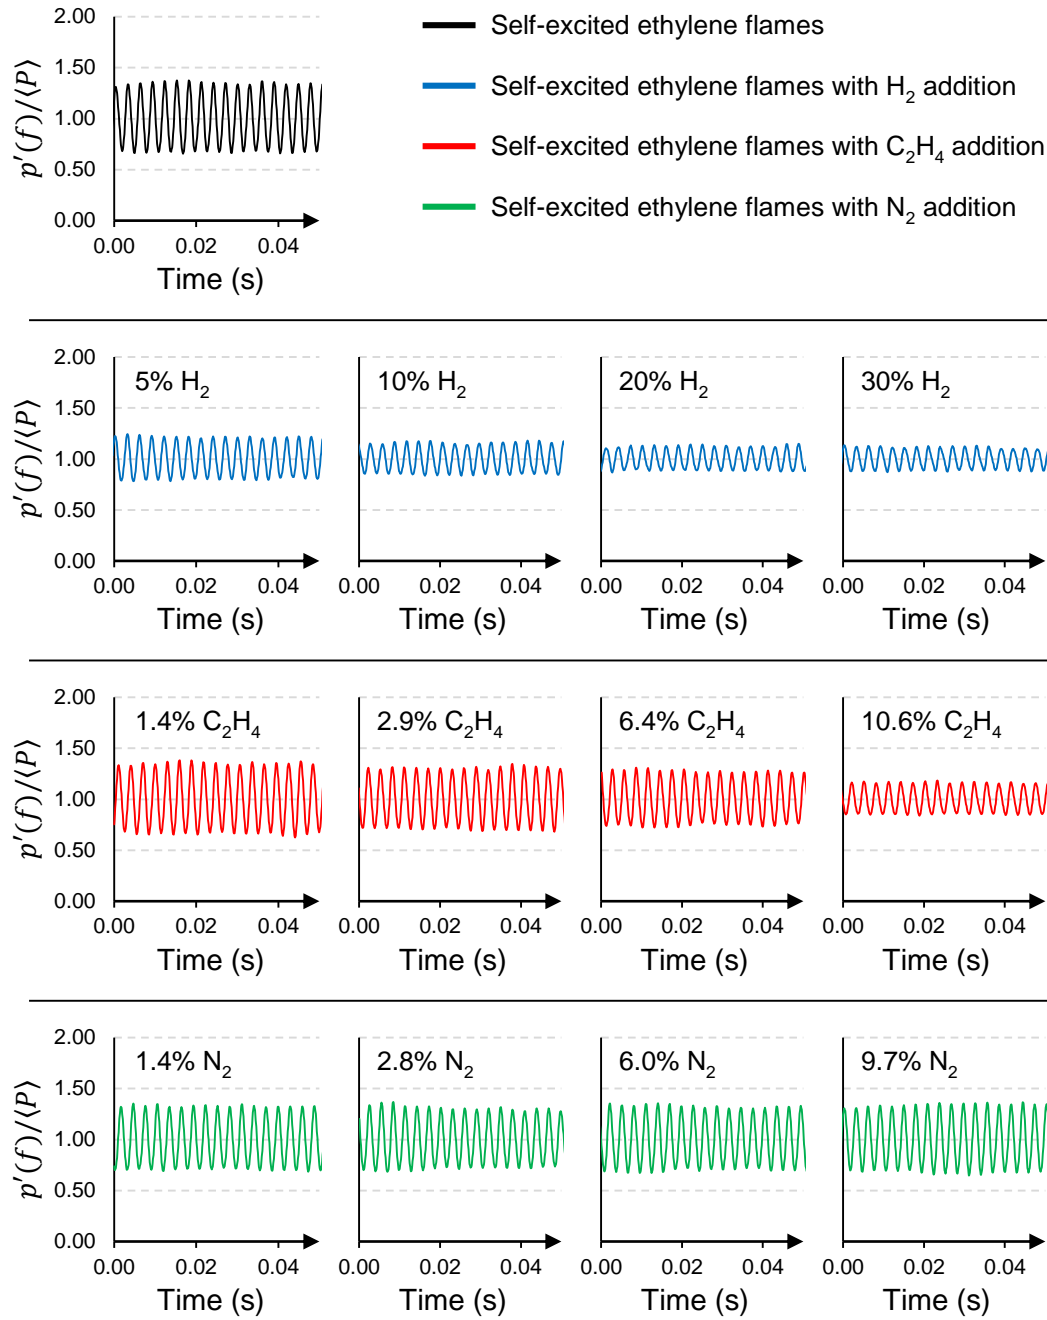 2.00
1.50
1.00
0.50
0.00
p′(f)/⟨P⟩
0.00 0.02 0.04
Time (s)
Self-excited ethylene flames
Self-excited ethylene flames with H₂ addition
Self-excited ethylene flames with C₂H₄ addition
Self-excited ethylene flames with N₂ addition
2.00
1.50
1.00
0.50
0.00
p′(f)/⟨P⟩
5% H₂ 10% H₂ 20% H₂ 30% H₂
0.00 0.02 0.04 0.00 0.02 0.04 0.00 0.02 0.04 0.00 0.02 0.04
Time (s) Time (s) Time (s) Time (s)
2.00
1.50
1.00
0.50
0.00
p′(f)/⟨P⟩
1.4% C₂H₄ 2.9% C₂H₄ 6.4% C₂H₄ 10.6% C₂H₄
0.00 0.02 0.04 0.00 0.02 0.04 0.00 0.02 0.04 0.00 0.02 0.04
Time (s) Time (s) Time (s) Time (s)
2.00
1.50
1.00
0.50
0.00
p′(f)/⟨P⟩
1.4% N₂ 2.8% N₂ 6.0% N₂ 9.7% N₂
0.00 0.02 0.04 0.00 0.02 0.04 0.00 0.02 0.04 0.00 0.02 0.04
Time (s) Time (s) Time (s) Time (s)